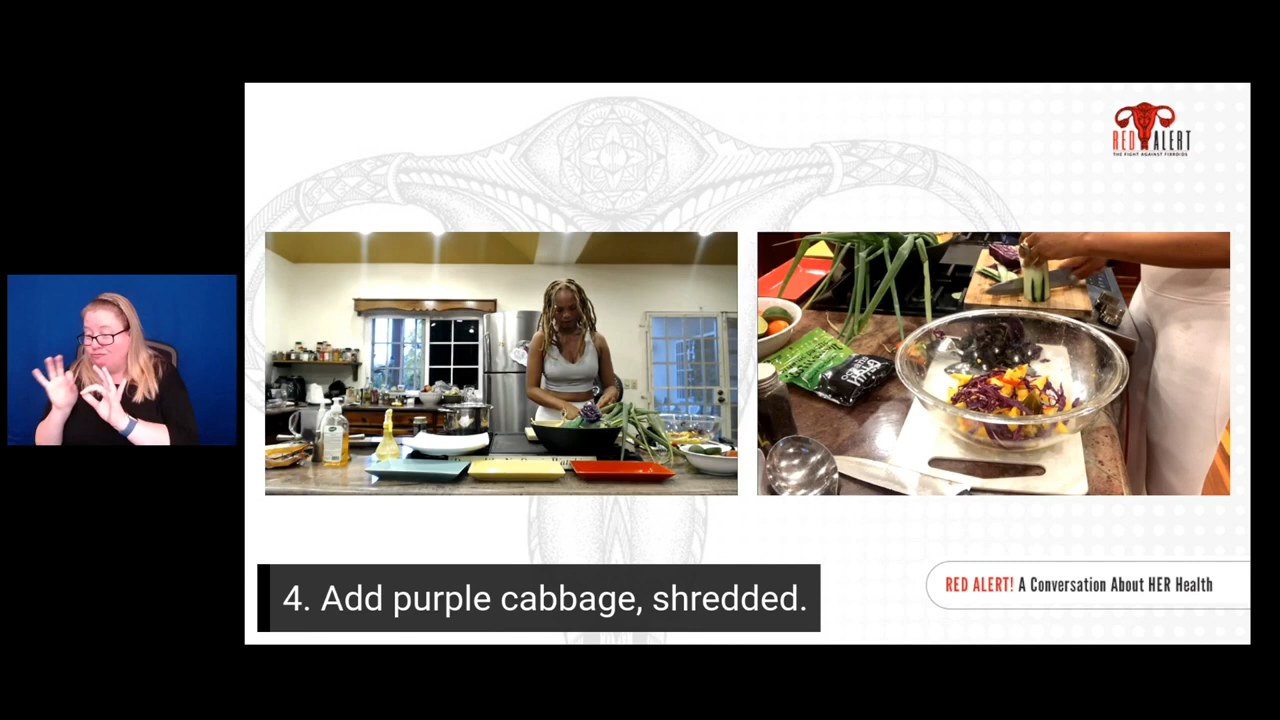 RED ALERT
THE FIGHT AGAINST FIBROIDS
4. Add purple cabbage, shredded.
RED ALERT! A Conversation About HER Health